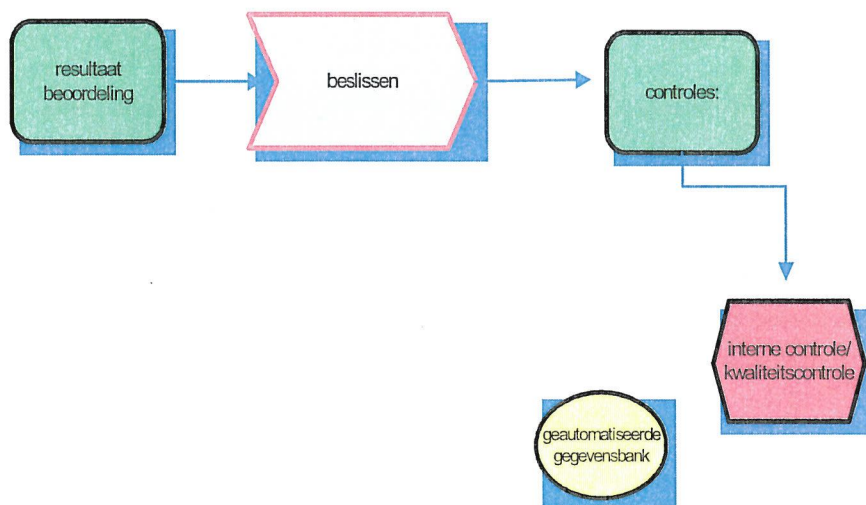 resultaat
beoordeling
beslissen
controles:
interne controle/
kwaliteitscontrole
geautomatiseerde
gegevensbank